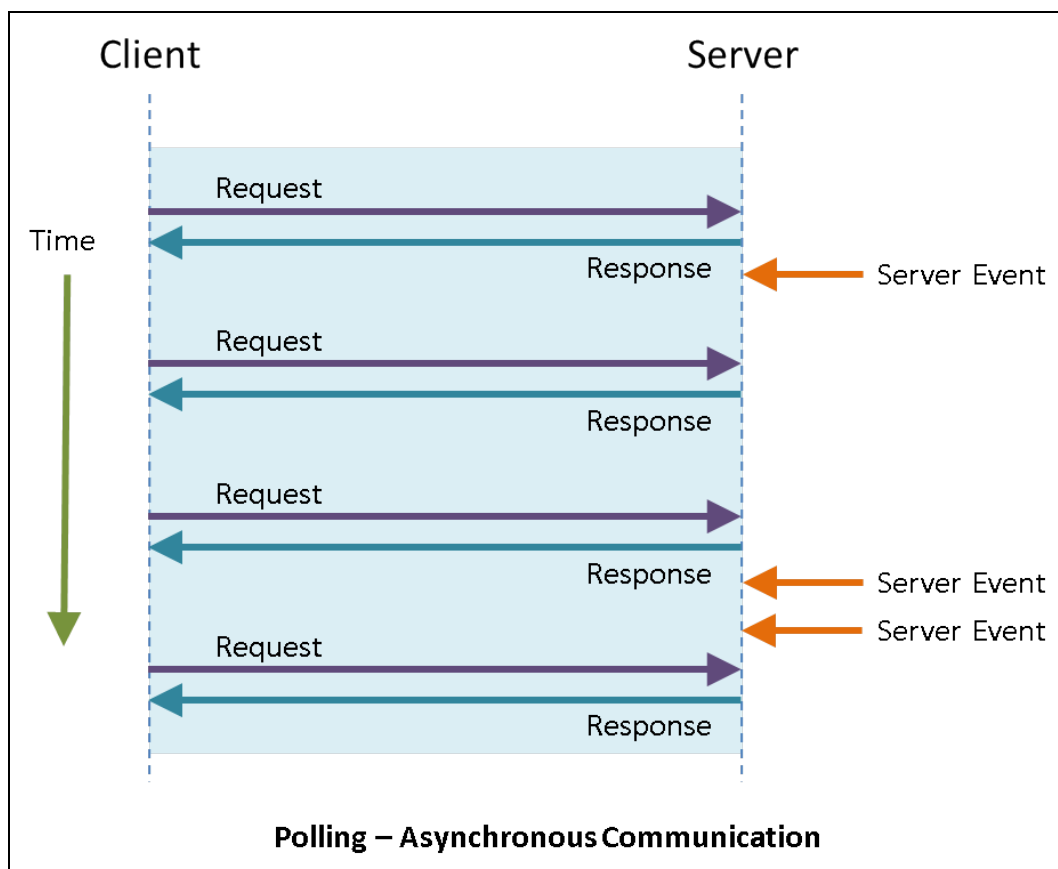 Client
Server
Request
Time
Response
Server Event
Request
Response
Request
Response
Server Event
Server Event
Request
Response
Polling – Asynchronous Communication